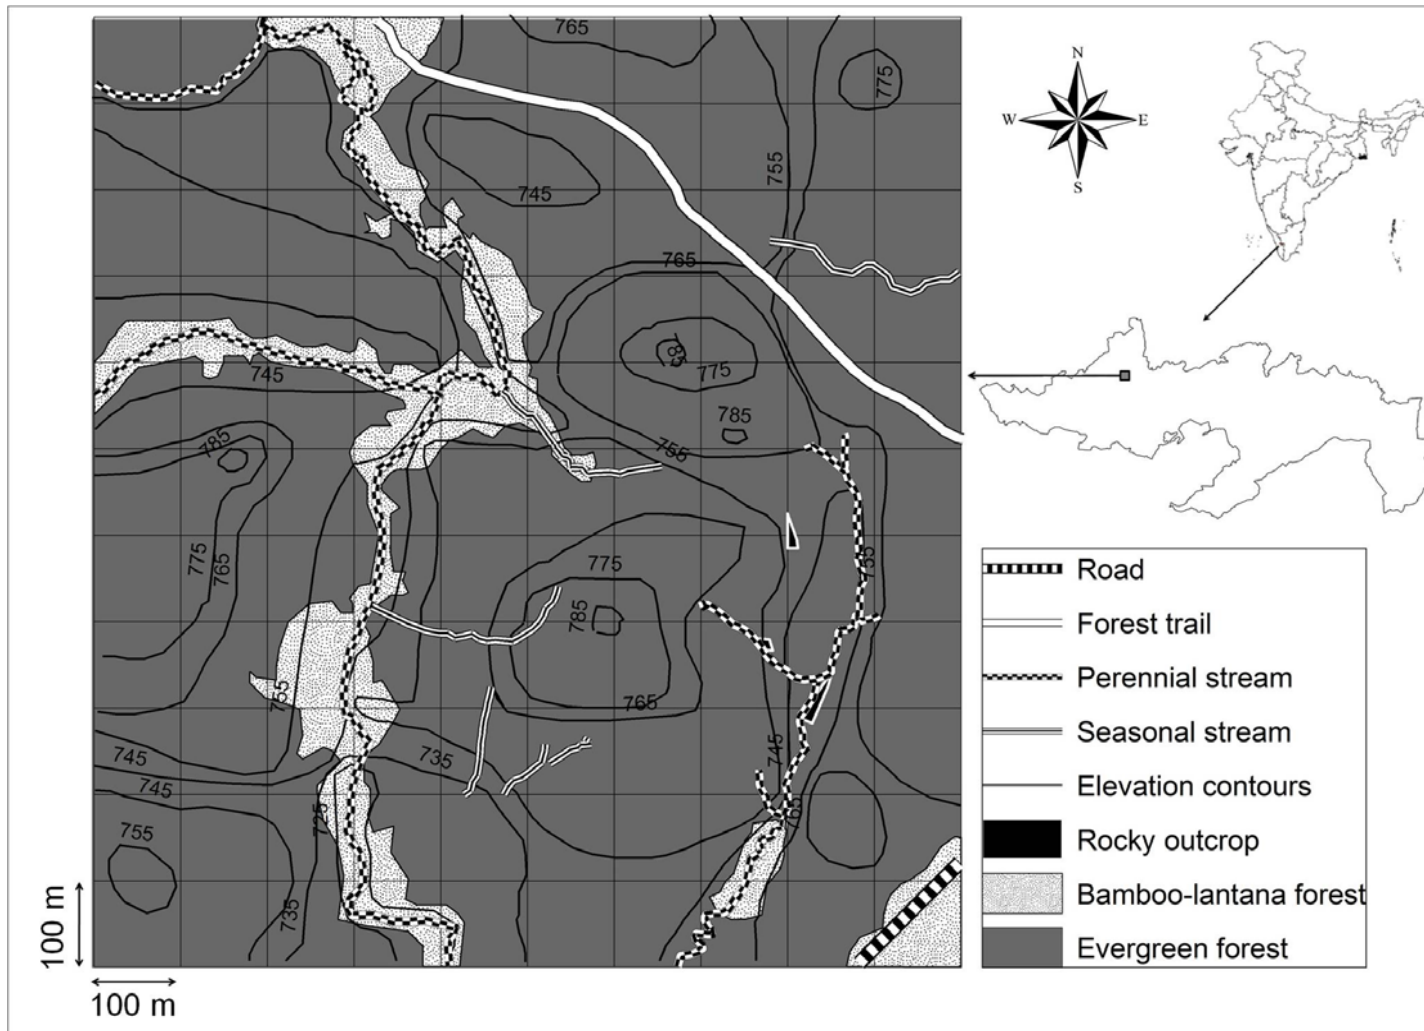 765
775
N
W
E
S
755
745
765
785
775
745
785
755
785
775
765
775
755
785
755
765
745
735
745
745
725
765
755
735
100 m
100 m
Road
Forest trail
Perennial stream
Seasonal stream
Elevation contours
Rocky outcrop
Bamboo-lantana forest
Evergreen forest